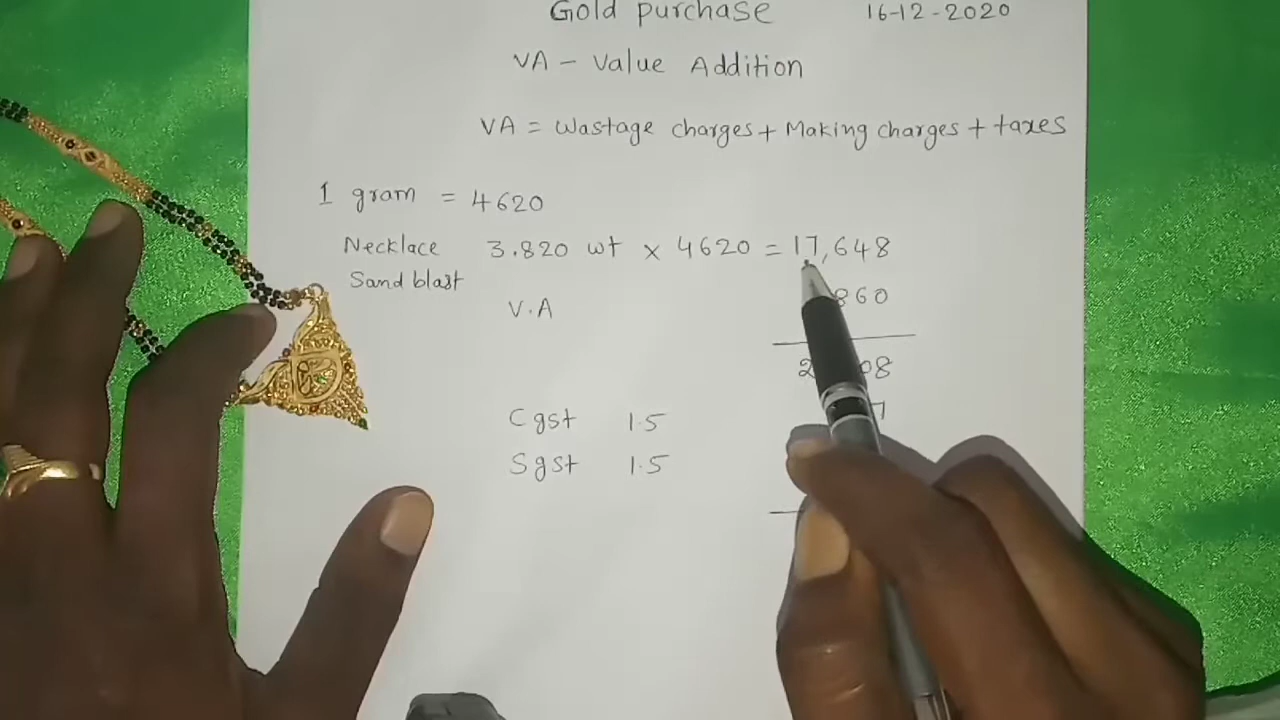 Gold purchase 16-12-2020
VA - Value Addition
VA = Wastage charges + Making charges + taxes
1 gram = 4620
Necklace 3.820 wt x 4620 = 17,648
Sand blast
V.A
Cgst 1.5
Sgst 1.5